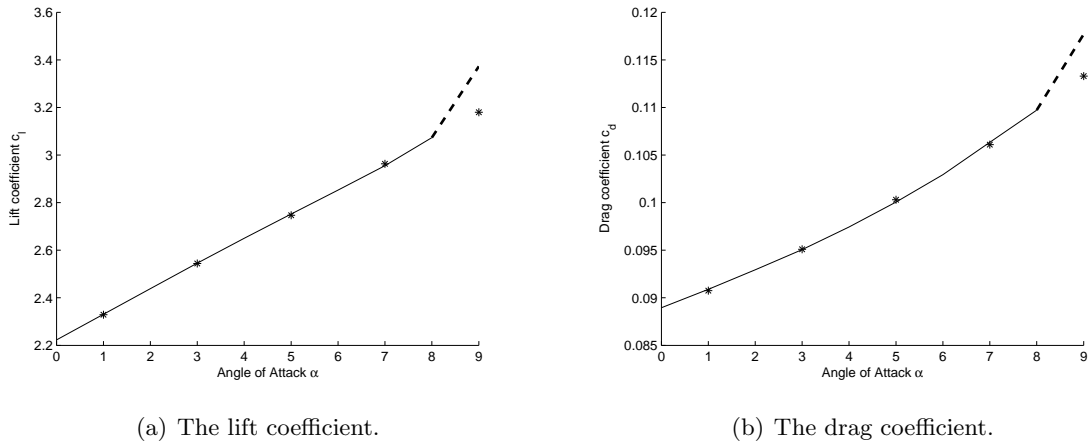 3.6
3.4
3.2
3
2.8
2.6
2.4
2.2
0 1 2 3 4 5 6 7 8 9
Lift coefficient c_l
Angle of Attack α
(a) The lift coefficient.
0.12
0.115
0.11
0.105
0.1
0.095
0.09
0.085
0 1 2 3 4 5 6 7 8 9
Drag coefficient c_d
Angle of Attack α
(b) The drag coefficient.